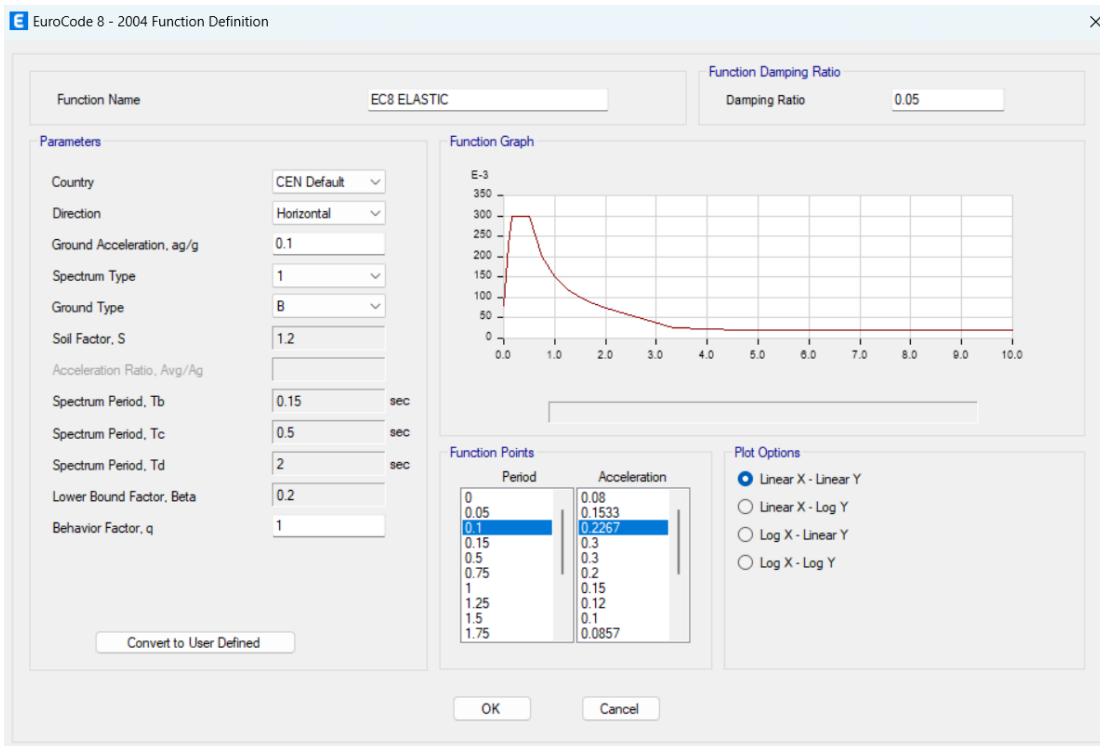 E EuroCode 8 - 2004 Function Definition
Function Name EC8 ELASTIC
Function Damping Ratio
Damping Ratio 0.05
Parameters
Country CEN Default
Direction Horizontal
Ground Acceleration, ag/g 0.1
Spectrum Type 1
Ground Type B
Soil Factor, S 1.2
Acceleration Ratio, Avg/Ag
Spectrum Period, Tb 0.15 sec
Spectrum Period, Tc 0.5 sec
Spectrum Period, Td 2 sec
Lower Bound Factor, Beta 0.2
Behavior Factor, q 1
Convert to User Defined
Function Graph
E-3
350
300
250
200
150
100
50
0
0.0 1.0 2.0 3.0 4.0 5.0 6.0 7.0 8.0 9.0 10.0
Function Points
Period Acceleration
0 0.08
0.05 0.1533
0.1 0.2267
0.15 0.3
0.5 0.3
0.75 0.2
1 0.15
1.25 0.12
1.5 0.1
1.75 0.0857
Plot Options
Linear X - Linear Y
Linear X - Log Y
Log X - Linear Y
Log X - Log Y
OK Cancel